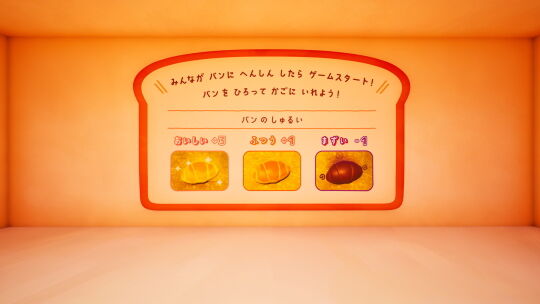 みんなが パンに へんしん したら ゲームスタート!
パンを ひろって かごに いれよう!
パンのしゅるい
おいしい +3 ふつう +1 まずい -1